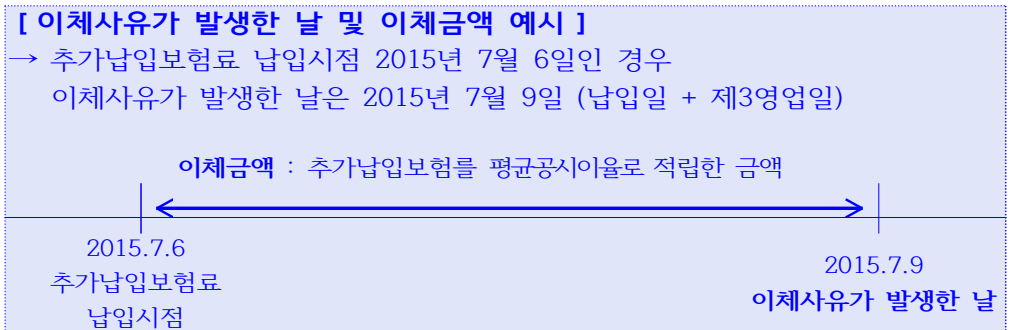 [ 이체사유가 발생한 날 및 이체금액 예시 ]
→ 추가납입보험료 납입시점 2015년 7월 6일인 경우
이체사유가 발생한 날은 2015년 7월 9일 (납입일 + 제3영업일)
이체금액 : 추가납입보험를 평균공시이율로 적립한 금액
2015.7.6
추가납입보험료
납입시점
2015.7.9
이체사유가 발생한 날